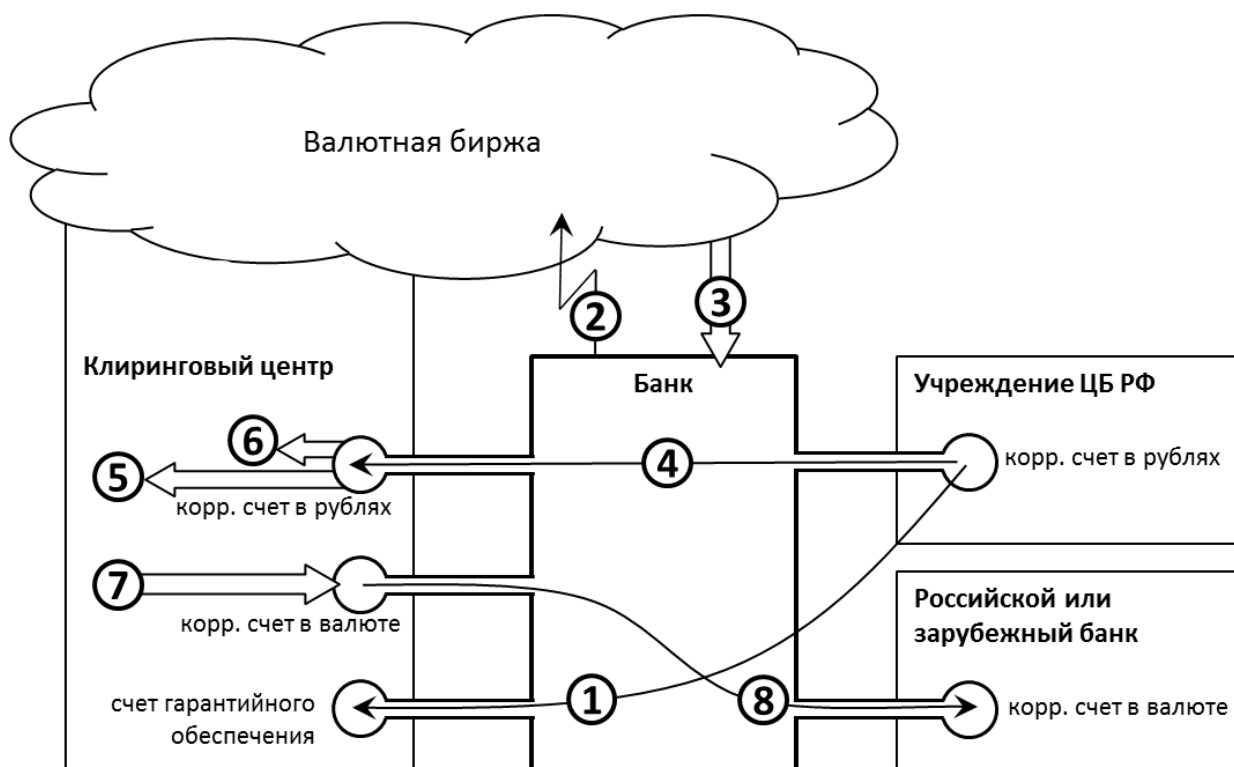 Валютная биржа
2
3
Клиринговый центр
Банк
Учреждение ЦБ РФ
6
5
4
корр. счет в рублях
корр. счет в рублях
7
корр. счет в валюте
Российской или
зарубежный банк
счет гарантийного
обеспечения
1
8
корр. счет в валюте